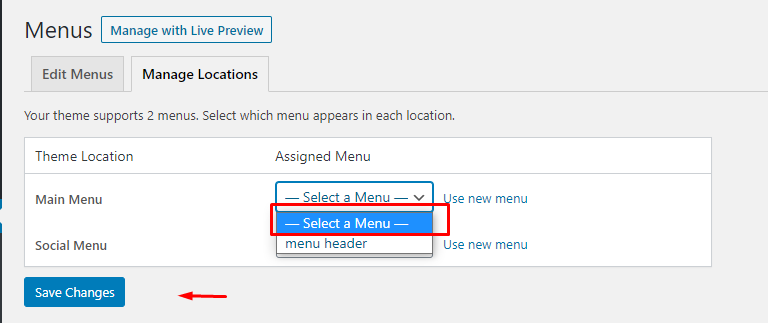 Menus Manage with Live Preview
Edit Menus Manage Locations
Your theme supports 2 menus. Select which menu appears in each location.
Theme Location Assigned Menu
Main Menu — Select a Menu — Use new menu
— Select a Menu —
menu header
Social Menu Use new menu
Save Changes